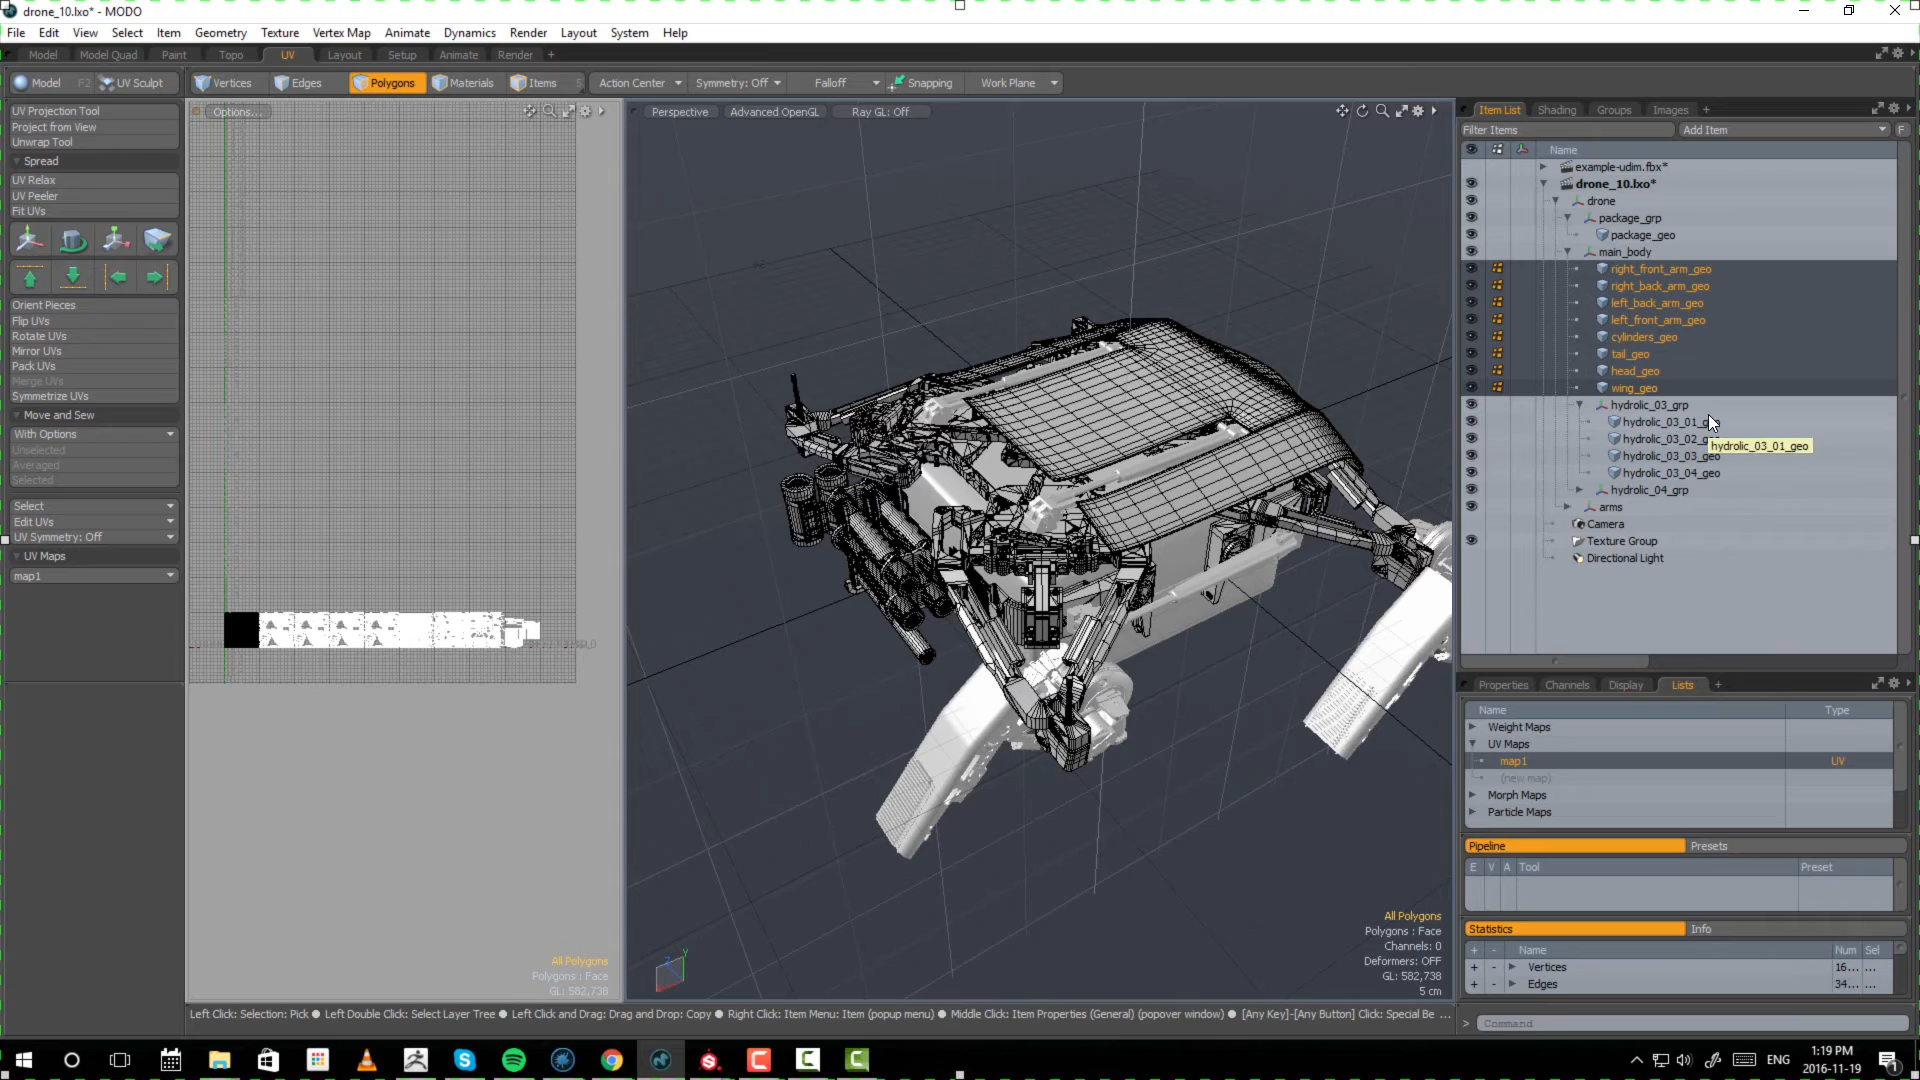 drone_10.lxo* - MODO
File Edit View Select Item Geometry Texture Vertex Map Animate Dynamics Render Layout System Help
Model Model Quad Paint Topo UV Layout Setup Animate Render +
Model F2 UV Sculpt Vertices Edges Polygons Materials Items 5 Action Center Symmetry: Off Falloff Snapping Work Plane
UV Projection Tool
Project from View
Unwrap Tool
Spread
UV Relax
UV Peeler
Fit UVs
Orient Pieces
Flip UVs
Rotate UVs
Mirror UVs
Pack UVs
Merge UVs
Symmetrize UVs
Move and Sew
With Options
Unselected
Averaged
Selected
Select
Edit UVs
UV Symmetry: Off
UV Maps
map1
Options...
All Polygons
Polygons : Face
GL: 582,738
Perspective Advanced OpenGL Ray GL: Off
All Polygons
Polygons : Face
Channels: 0
Deformers: OFF
GL: 582,738
5 cm
Item List Shading Groups Images +
Filter Items Add Item F
Name
example-udim.fbx*
drone_10.lxo*
drone
package_grp
package_geo
main_body
right_front_arm_geo
right_back_arm_geo
left_back_arm_geo
left_front_arm_geo
cylinders_geo
tail_geo
head_geo
wing_geo
hydrolic_03_grp
hydrolic_03_01_geo
hydrolic_03_02_geo
hydrolic_03_01_geo
hydrolic_03_03_geo
hydrolic_03_04_geo
hydrolic_04_grp
arms
Camera
Texture Group
Directional Light
Properties Channels Display Lists +
Name Type
Weight Maps
UV Maps
map1 UV
(new map)
Morph Maps
Particle Maps
Pipeline Presets
E V A Tool Preset
Statistics Info
+ - Name Num Sel
+ - Vertices 16... ...
+ - Edges 34... ...
Left Click: Selection: Pick ● Left Double Click: Select Layer Tree ● Left Click and Drag: Drag and Drop: Copy ● Right Click: Item Menu: Item (popup menu) ● Middle Click: Item Properties (General) (popover window) ● [Any Key]-[Any Button] Click: Special Be ...
> Command
ENG
1:19 PM
2016-11-19
1